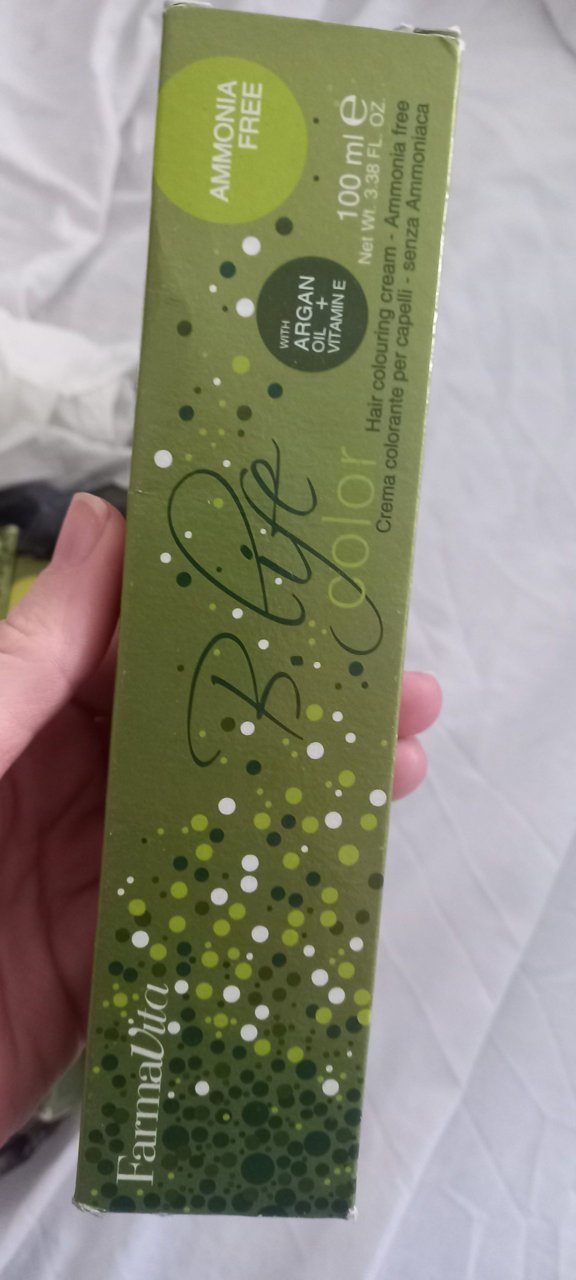 FarmaVita
B.life
color
AMMONIA
FREE
WITH
ARGAN
OIL +
VITAMIN E
100 ml e
Net Wt. 3.38 FL. OZ.
Hair colouring cream - Ammonia free
Crema colorante per capelli - senza Ammoniaca